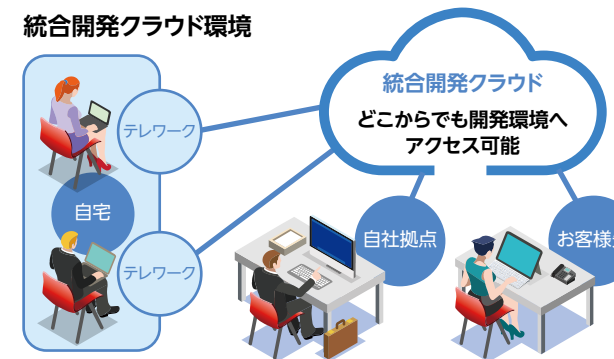 統合開発クラウド環境
統合開発クラウド
どこからでも開発環境へ
アクセス可能
テレワーク
自宅
テレワーク
自社拠点
お客様